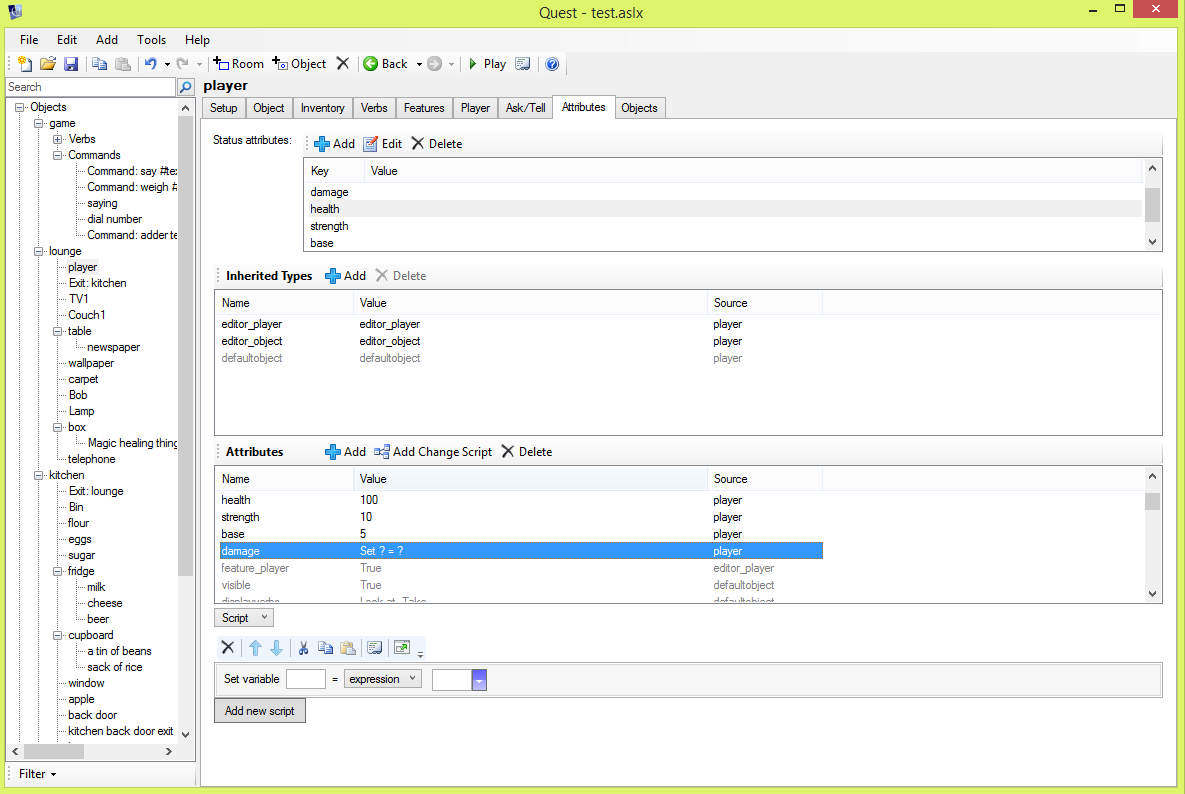 Quest - test.aslx
File Edit Add Tools Help
Room Object Back Play
Search
player
Setup Object Inventory Verbs Features Player Ask/Tell Attributes Objects
Objects
game
Verbs
Commands
Command: say #te
Command: weigh #
saying
dial number
Command: adder te
lounge
player
Exit: kitchen
TV1
Couch1
table
newspaper
wallpaper
carpet
Bob
Lamp
box
Magic healing thing
telephone
kitchen
Exit: lounge
Bin
flour
eggs
sugar
fridge
milk
cheese
beer
cupboard
a tin of beans
sack of rice
window
apple
back door
kitchen back door exit
Filter
Status attributes: Add Edit Delete
Key Value
damage
health
strength
base
Inherited Types Add Delete
Name Value Source
editor_player editor_player player
editor_object editor_object player
defaultobject defaultobject player
Attributes Add Add Change Script Delete
Name Value Source
health 100 player
strength 10 player
base 5 player
damage Set ? = ? player
feature_player True editor_player
visible True defaultobject
displayverbs Look at, Take defaultobject
Script
Set variable = expression
Add new script